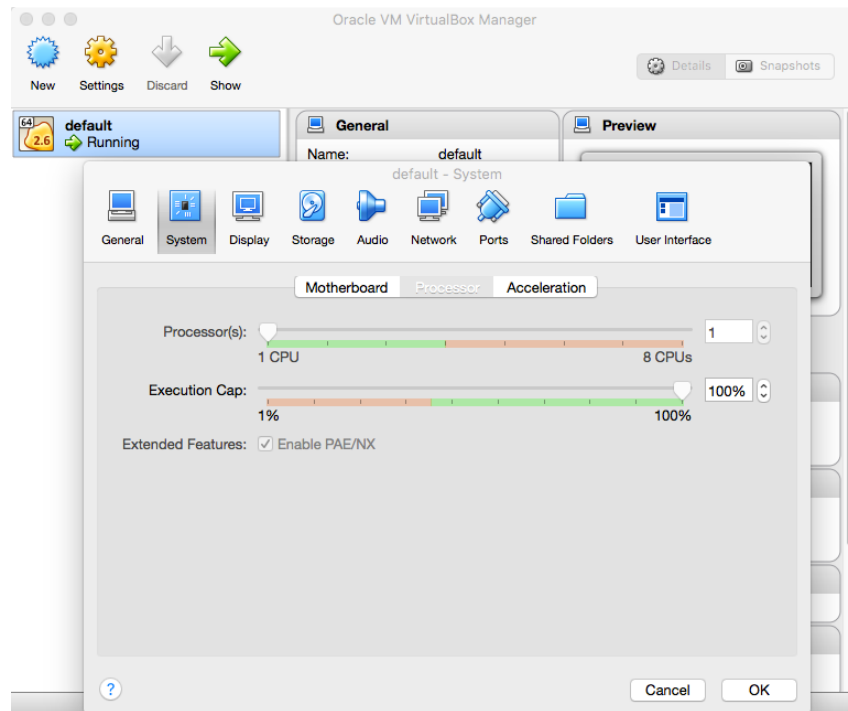 Oracle VM VirtualBox Manager
New Settings Discard Show
Details Snapshots
64 default
2.6 Running
General
Name: default
Preview
default - System
General System Display Storage Audio Network Ports Shared Folders User Interface
Motherboard Processor Acceleration
Processor(s): 1
1 CPU 8 CPUs
Execution Cap: 100%
1% 100%
Extended Features: Enable PAE/NX
? Cancel OK